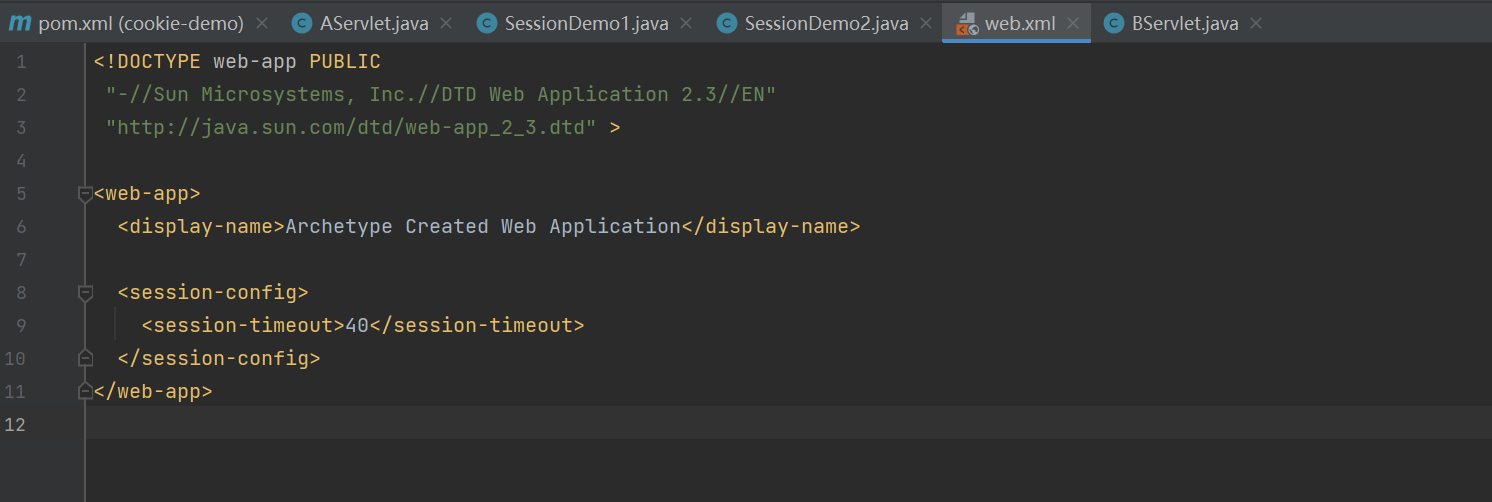 pom.xml (cookie-demo) AServlet.java SessionDemo1.java SessionDemo2.java web.xml BServlet.java
1 <!DOCTYPE web-app PUBLIC
2 "-//Sun Microsystems, Inc.//DTD Web Application 2.3//EN"
3 "http://java.sun.com/dtd/web-app_2_3.dtd" >
4
5 <web-app>
6 <display-name>Archetype Created Web Application</display-name>
7
8 <session-config>
9 <session-timeout>40</session-timeout>
10 </session-config>
11 </web-app>
12